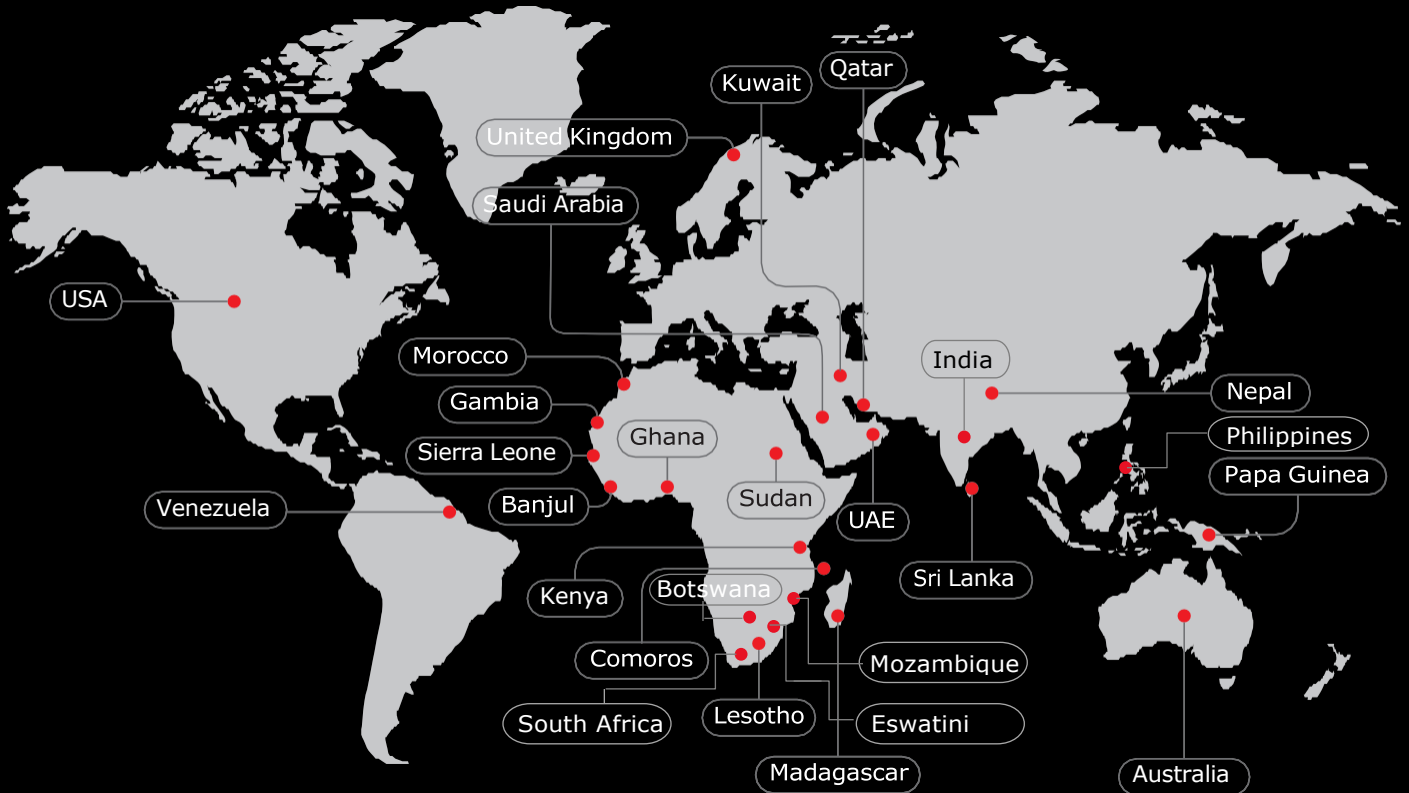 Qatar
Kuwait
United Kingdom
Saudi Arabia
USA
Morocco
India
Nepal
Gambia
Ghana
Philippines
Sierra Leone
Papa Guinea
Venezuela
Banjul
Sudan
UAE
Sri Lanka
Kenya
Botswana
Comoros
Mozambique
South Africa
Lesotho
Eswatini
Madagascar
Australia